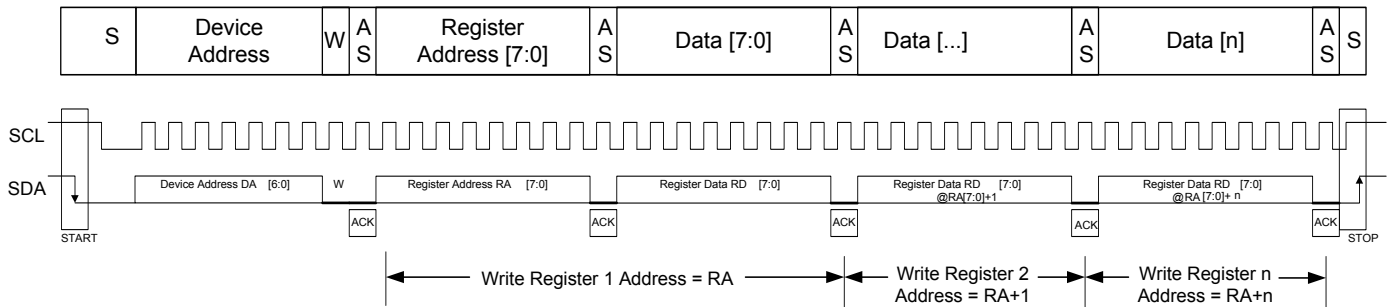 S
Device
Address
W
A
S
Register
Address [7:0]
A
S
Data [7:0]
A
S
Data [...]
A
S
Data [n]
A
S
S
SCL
SDA
Device Address DA [6:0]
W
Register Address RA [7:0]
Register Data RD [7:0]
Register Data RD [7:0]
@RA[7:0]+1
Register Data RD [7:0]
@RA [7:0]+ n
START
ACK
ACK
ACK
ACK
ACK
STOP
Write Register 1 Address = RA
Write Register 2
Address = RA+1
Write Register n
Address = RA+n